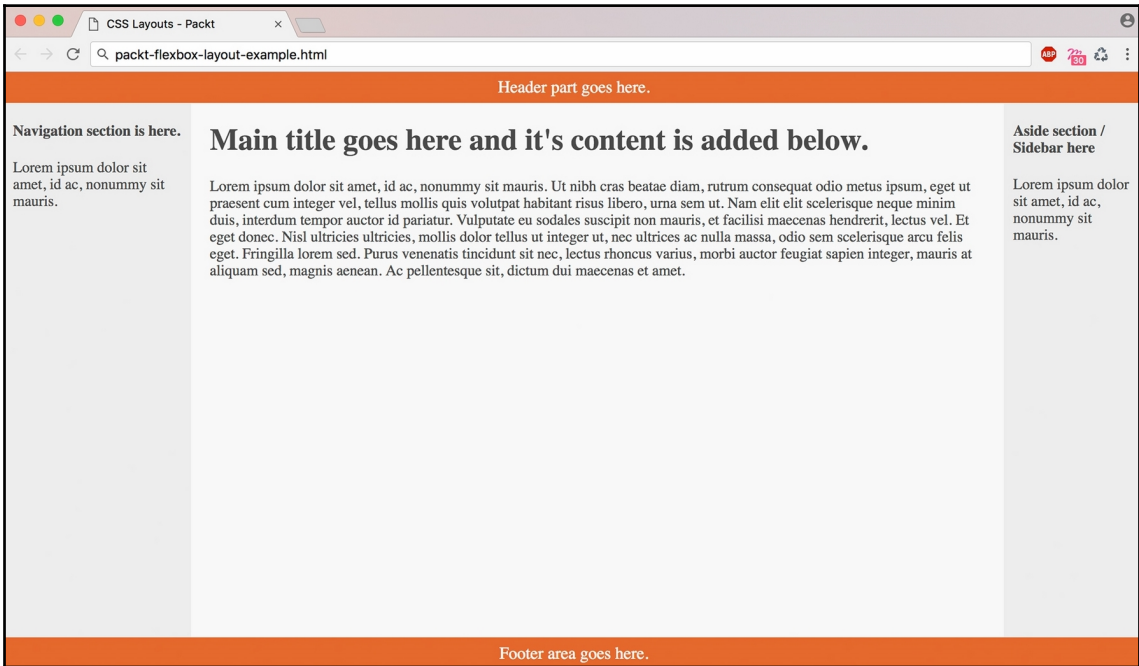 CSS Layouts - Packt
packt-flexbox-layout-example.html
ABP
30
Header part goes here.
Navigation section is here.
Lorem ipsum dolor sit
amet, id ac, nonummy sit
mauris.
Main title goes here and it's content is added below.
Lorem ipsum dolor sit amet, id ac, nonummy sit mauris. Ut nibh cras beatae diam, rutrum consequat odio metus ipsum, eget ut
praesent cum integer vel, tellus mollis quis volutpat habitant risus libero, urna sem ut. Nam elit elit scelerisque neque minim
duis, interdum tempor auctor id pariatur. Vulputate eu sodales suscipit non mauris, et facilisi maecenas hendrerit, lectus vel. Et
eget donec. Nisl ultricies ultricies, mollis dolor tellus ut integer ut, nec ultrices ac nulla massa, odio sem scelerisque arcu felis
eget. Fringilla lorem sed. Purus venenatis tincidunt sit nec, lectus rhoncus varius, morbi auctor feugiat sapien integer, mauris at
aliquam sed, magnis aenean. Ac pellentesque sit, dictum dui maecenas et amet.
Aside section /
Sidebar here
Lorem ipsum dolor
sit amet, id ac,
nonummy sit
mauris.
Footer area goes here.